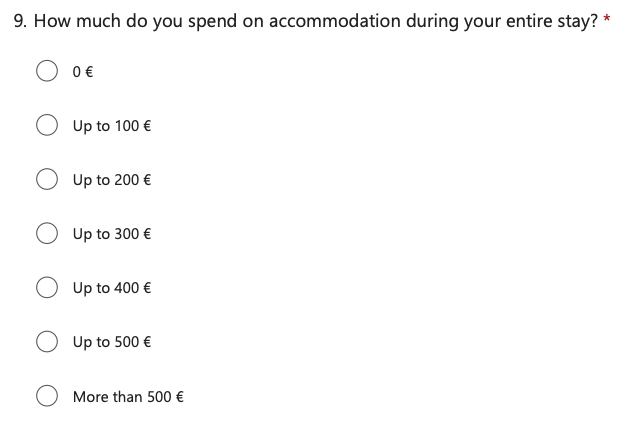 9. How much do you spend on accommodation during your entire stay? *
0 €
Up to 100 €
Up to 200 €
Up to 300 €
Up to 400 €
Up to 500 €
More than 500 €